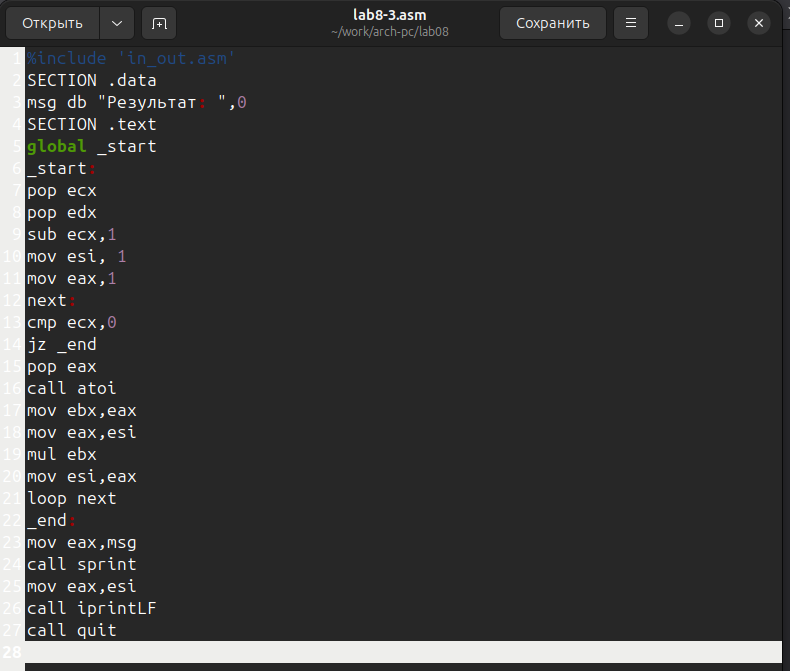 Открыть
lab8-3.asm
~/work/arch-pc/lab08
Сохранить
1 %include 'in_out.asm'
2 SECTION .data
3 msg db "Результат: ",0
4 SECTION .text
5 global _start
6 _start:
7 pop ecx
8 pop edx
9 sub ecx,1
10 mov esi, 1
11 mov eax,1
12 next:
13 cmp ecx,0
14 jz _end
15 pop eax
16 call atoi
17 mov ebx,eax
18 mov eax,esi
19 mul ebx
20 mov esi,eax
21 loop next
22 _end:
23 mov eax,msg
24 call sprint
25 mov eax,esi
26 call iprintLF
27 call quit
28